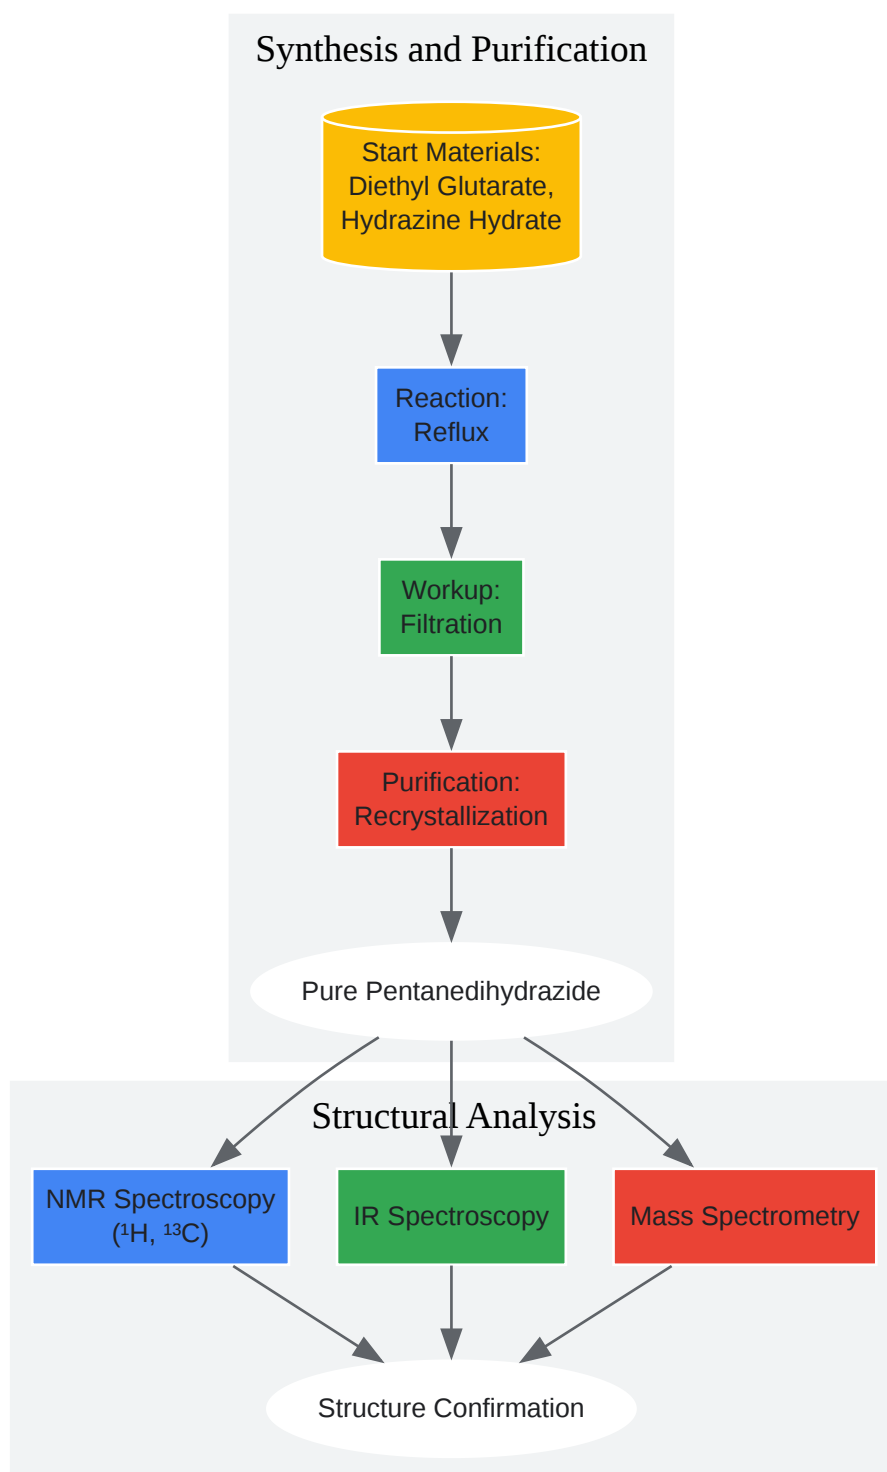 Synthesis and Purification
Start Materials:
Diethyl Glutarate,
Hydrazine Hydrate
Reaction:
Reflux
Workup:
Filtration
Purification:
Recrystallization
Pure Pentanedihydrazide
Structural Analysis
NMR Spectroscopy
(¹H, ¹³C)
IR Spectroscopy
Mass Spectrometry
Structure Confirmation